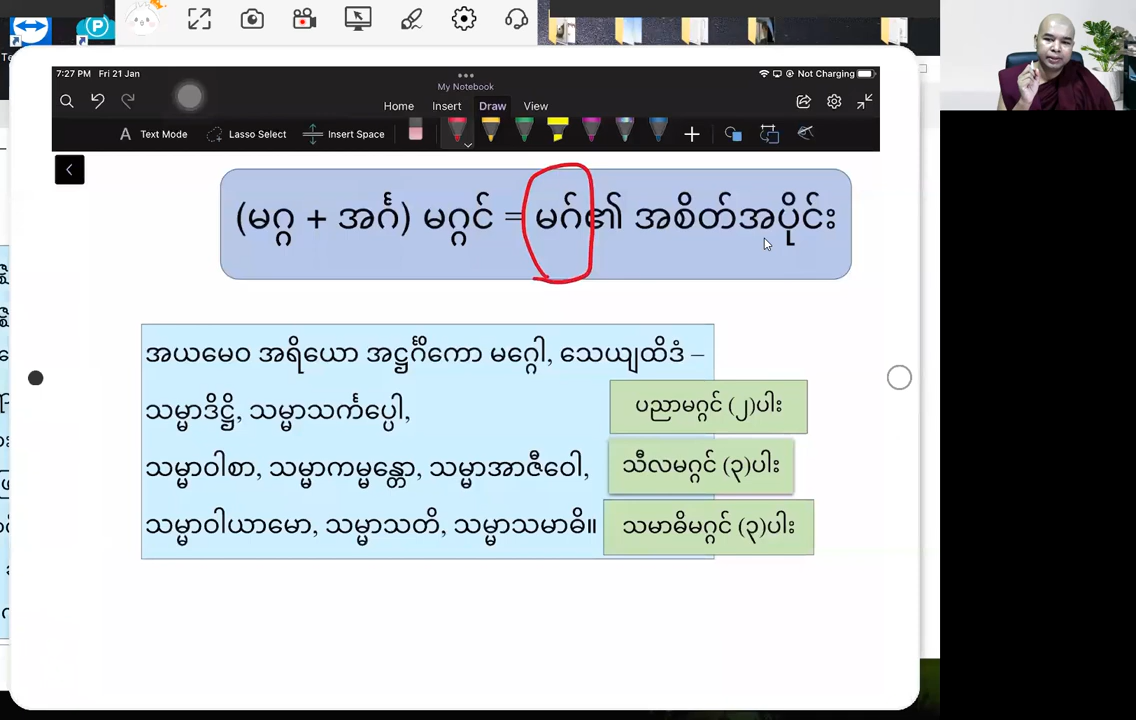 7:27 PM Fri 21 Jan
Not Charging
My Notebook
Home Insert Draw View
Text Mode Lasso Select Insert Space
(မဂ္ဂ + အင်္ဂ) မဂ္ဂင် = မဂ်၏ အစိတ်အပိုင်း
အယမေဝ အရိယော အဋ္ဌင်္ဂိကော မဂ္ဂေါ, သေယျထိဒံ –
သမ္မာဒိဋ္ဌိ, သမ္မာသင်္ကပ္ပေါ,
ပညာမဂ္ဂင် (၂)ပါး
သမ္မာဝါစာ, သမ္မာကမ္မန္တော, သမ္မာအာဇီဝေါ,
သီလမဂ္ဂင် (၃)ပါး
သမ္မာဝါယာမော, သမ္မာသတိ, သမ္မာသမာဓိ။
သမာဓိမဂ္ဂင် (၃)ပါး